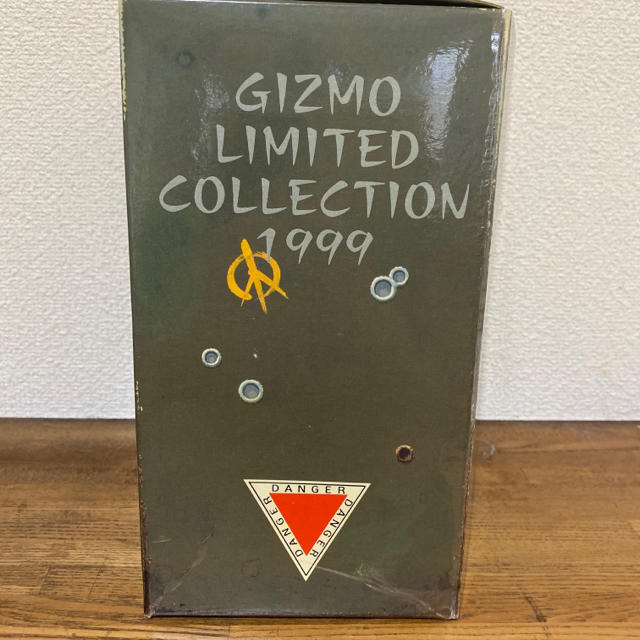 GIZMO
LIMITED
COLLECTION
1999
DANGER
DANGER
DANGER